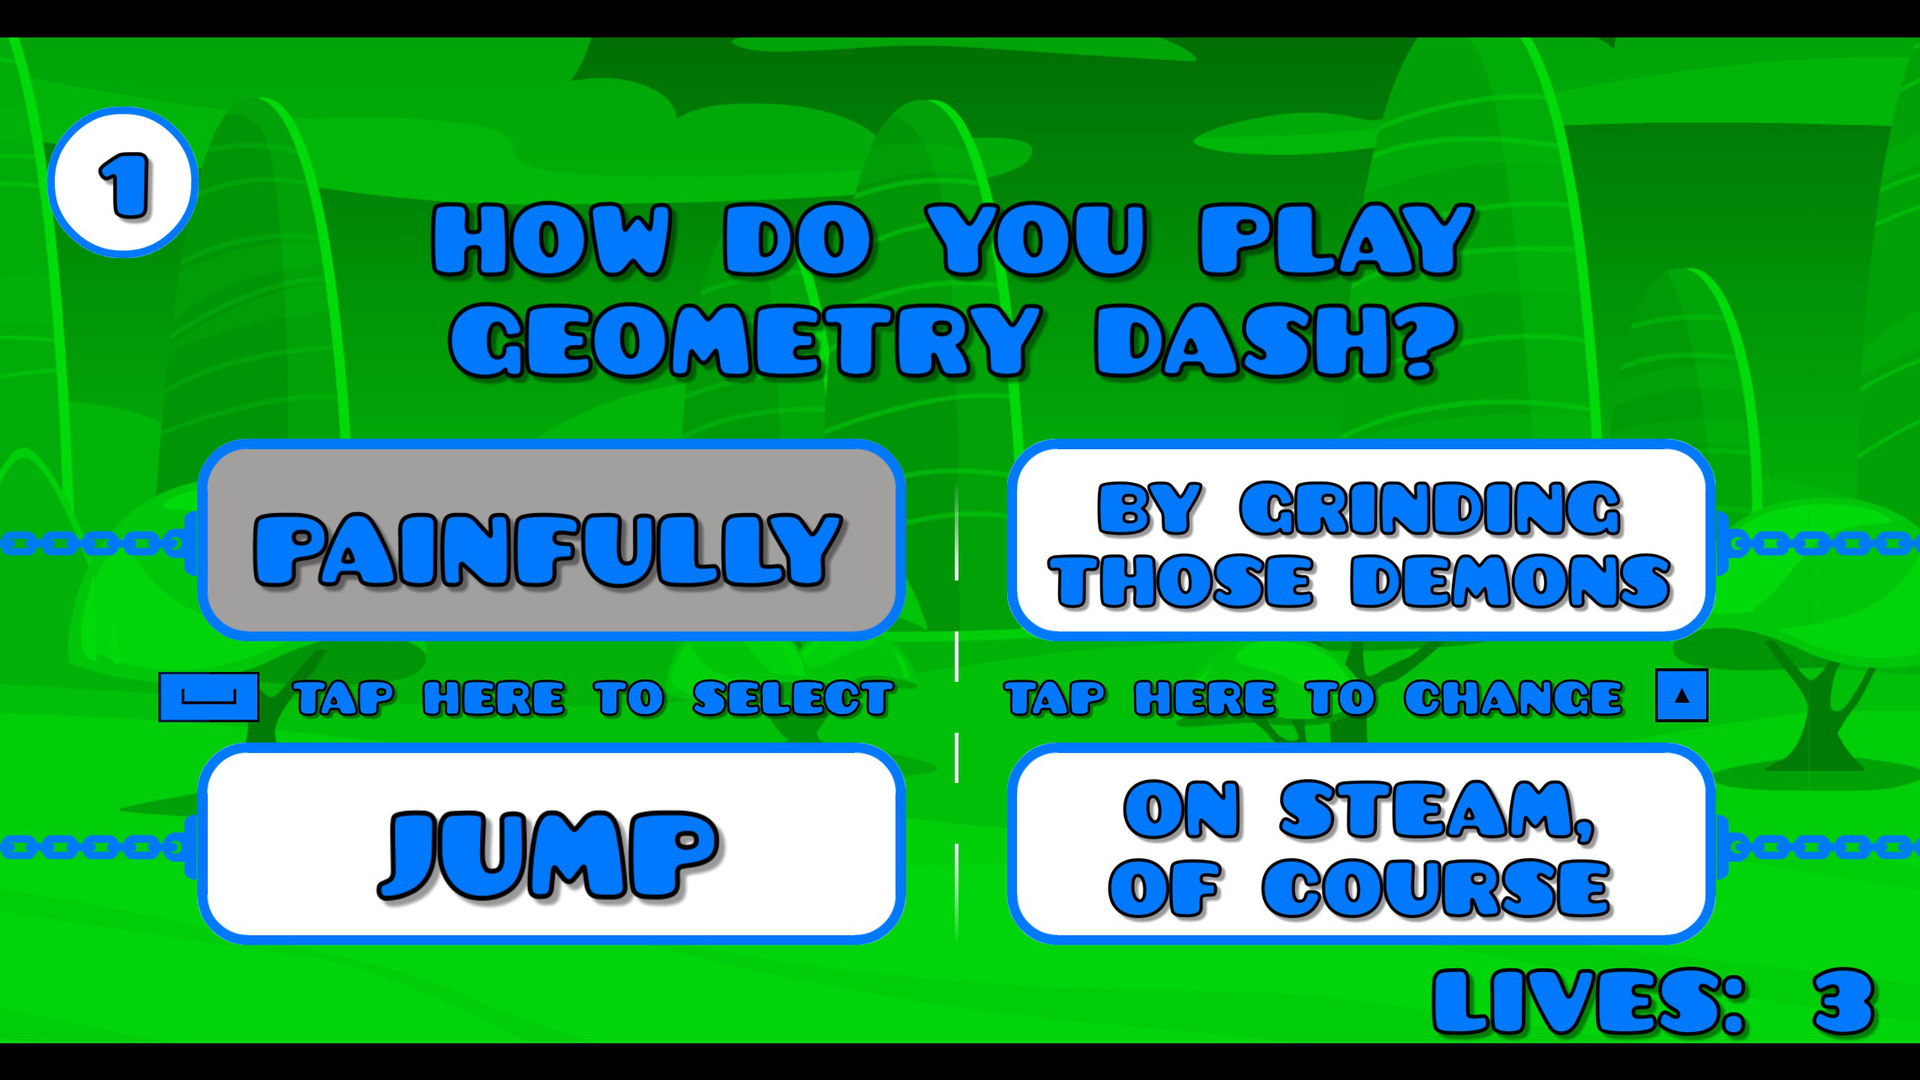 1
HOW DO YOU PLAY
GEOMETRY DASH?
PAINFULLY
BY GRINDING
THOSE DEMONS
TAP HERE TO SELECT
TAP HERE TO CHANGE
JUMP
ON STEAM,
OF COURSE
LIVES: 3